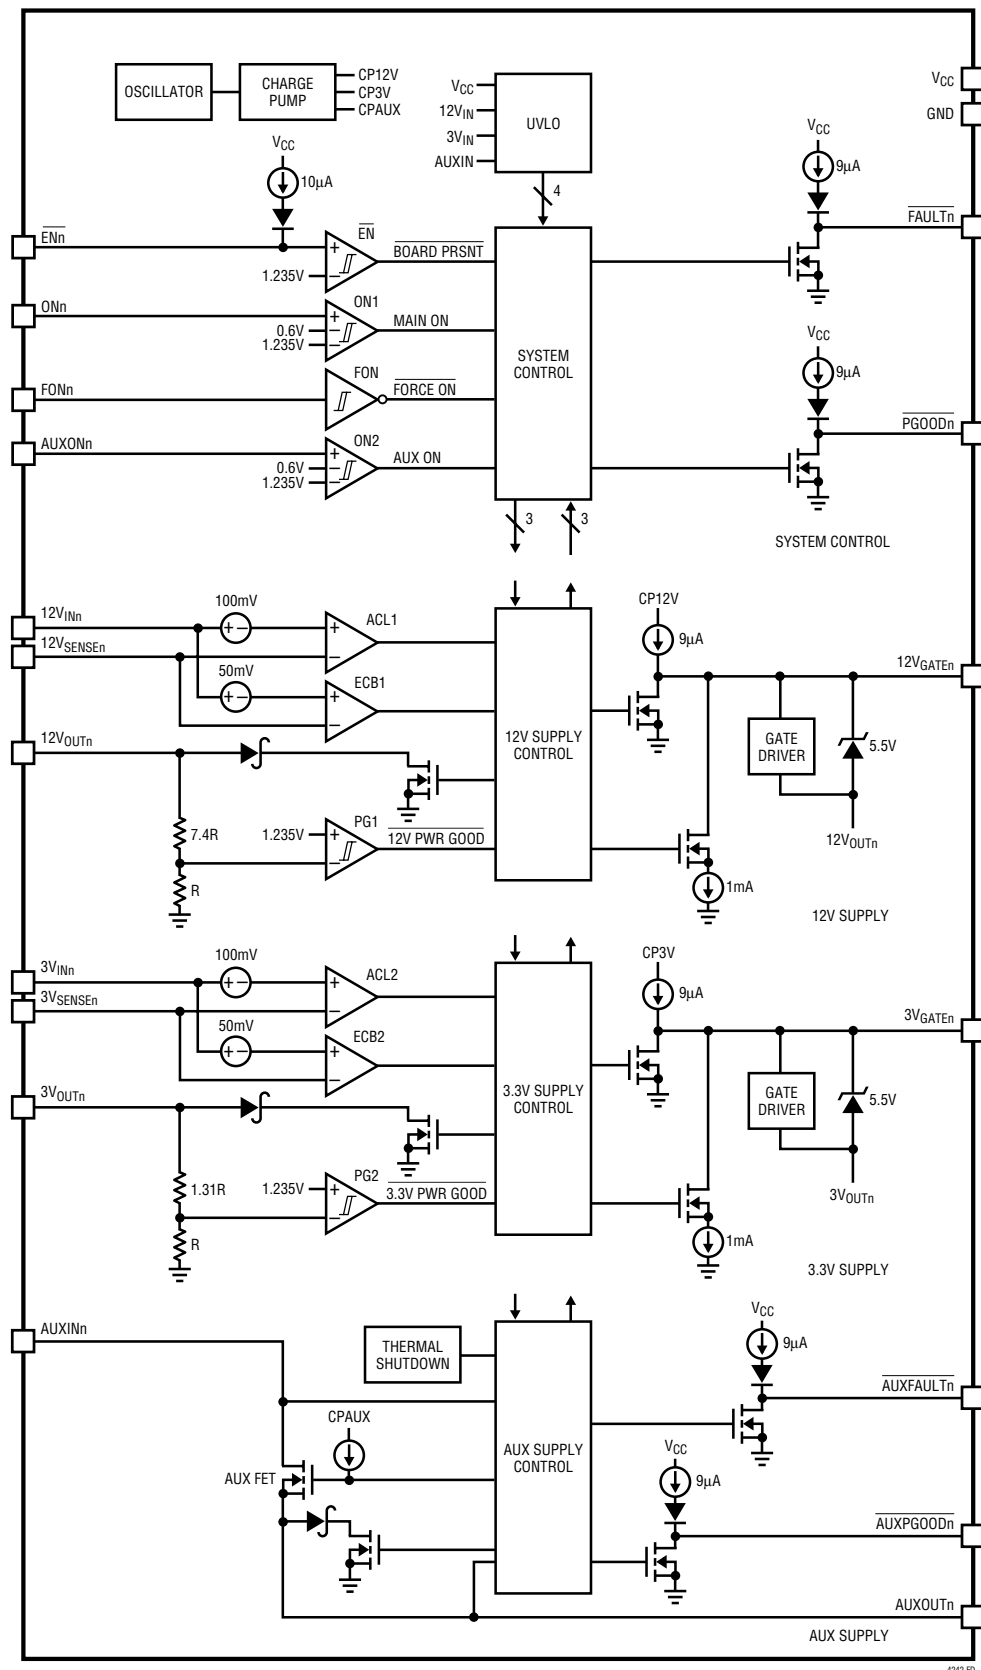 OSCILLATOR
CHARGE
PUMP
CP12V
CP3V
CPAUX
VCC
12VIN
3VIN
AUXIN
UVLO
4
VCC
GND
VCC
10µA
VCC
9µA
FAULTn
ENn
+
−
1.235V
EN
BOARD PRSNT
ONn
+
−
−
0.6V
1.235V
ON1
MAIN ON
SYSTEM
CONTROL
VCC
9µA
FONn
FON
FORCE ON
PGOODn
AUXONn
+
−
−
0.6V
1.235V
ON2
AUX ON
3
3
SYSTEM CONTROL
12VINn
100mV
+ −
+
−
ACL1
12VSENSEn
50mV
+ −
+
−
ECB1
CP12V
9µA
12VGATEn
12VOUTn
12V SUPPLY
CONTROL
GATE
DRIVER
5.5V
12VOUTn
7.4R
R
1.235V
+
−
PG1
12V PWR GOOD
1mA
12V SUPPLY
3VINn
100mV
+ −
+
−
ACL2
3VSENSEn
50mV
+ −
+
−
ECB2
CP3V
9µA
3VGATEn
3VOUTn
3.3V SUPPLY
CONTROL
GATE
DRIVER
5.5V
3VOUTn
1.31R
R
1.235V
+
−
PG2
3.3V PWR GOOD
1mA
3.3V SUPPLY
AUXINn
THERMAL
SHUTDOWN
VCC
9µA
AUXFAULTn
CPAUX
AUX FET
AUX SUPPLY
CONTROL
VCC
9µA
AUXPGOODn
AUXOUTn
AUX SUPPLY
4242 FD